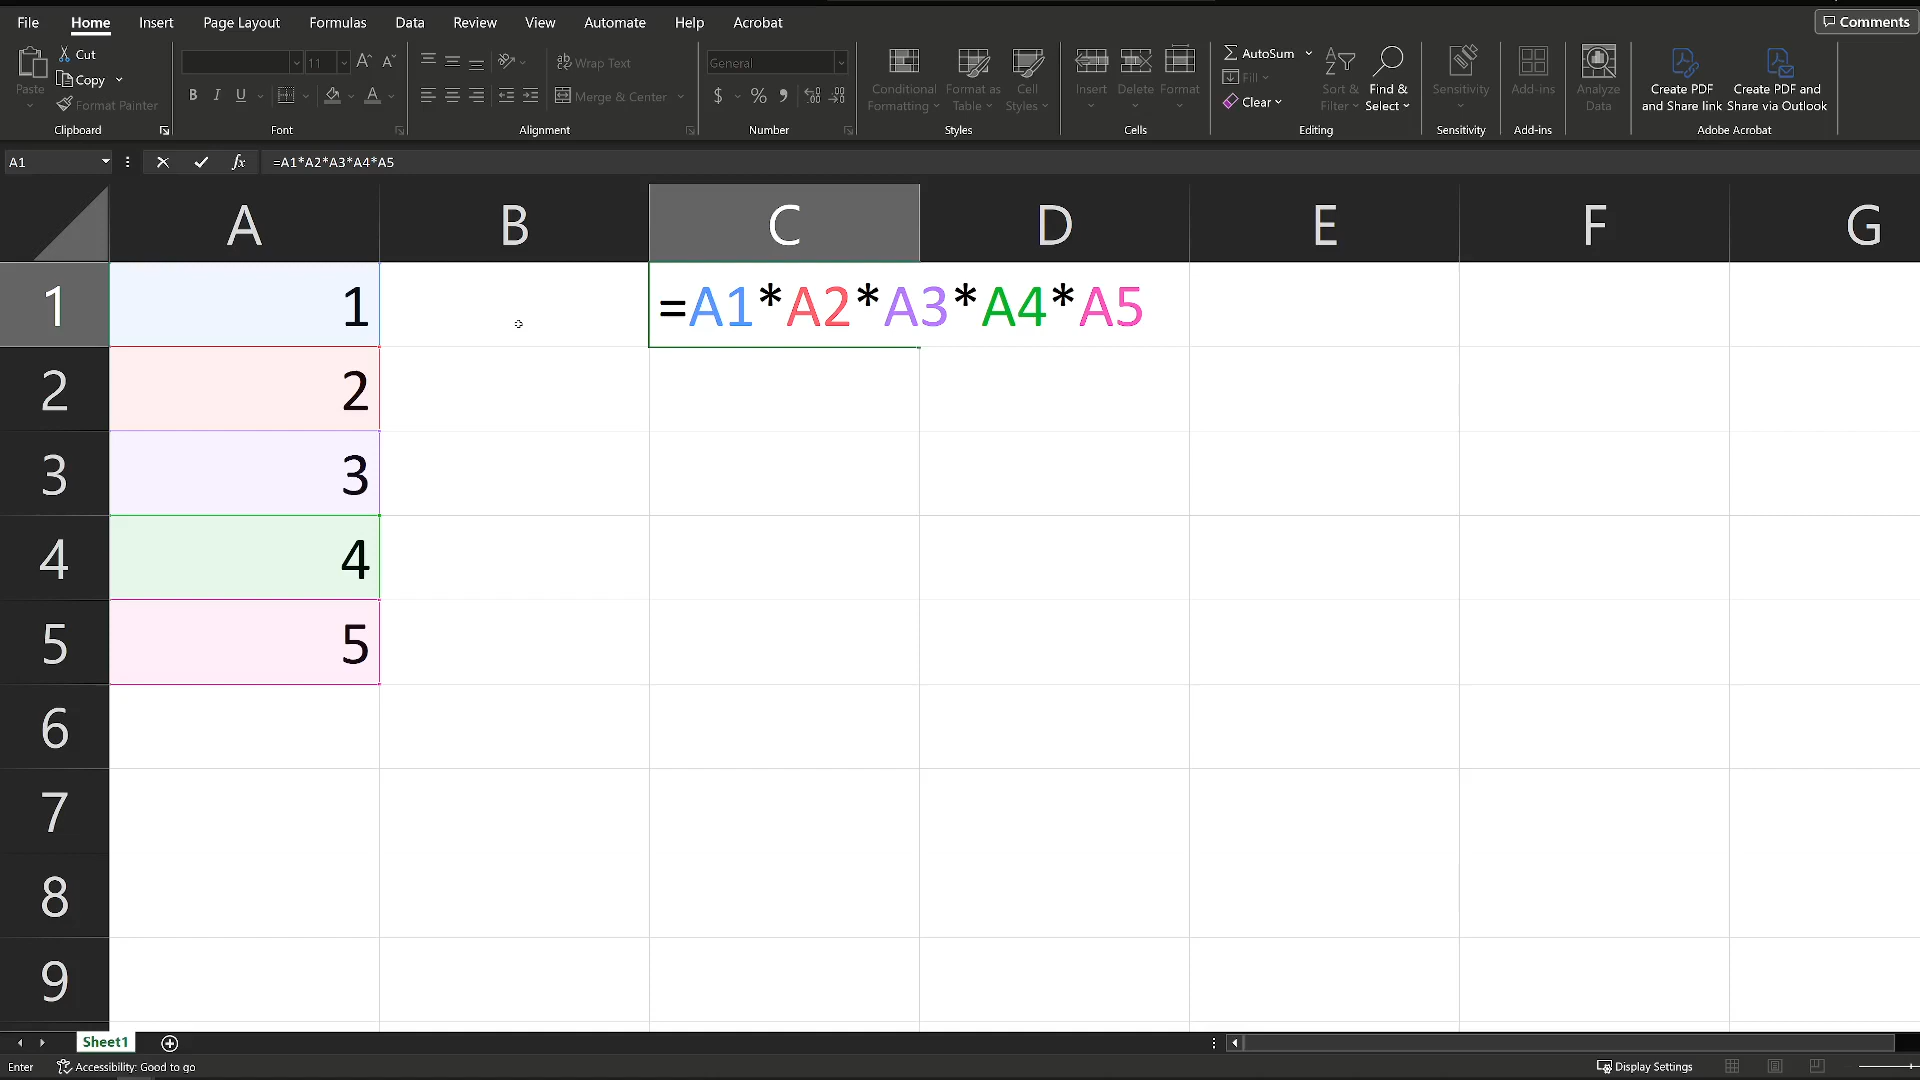 File Home Insert Page Layout Formulas Data Review View Automate Help Acrobat Comments
Paste Cut Copy Format Painter Clipboard
11 A A B I U A Font
ab Wrap Text Merge & Center Alignment
General $ % Number
Conditional Formatting Format as Table Cell Styles Styles
Insert Delete Format Cells
AutoSum Fill Clear Sort & Filter Find & Select Editing
Sensitivity Sensitivity
Add-ins Add-ins
Analyze Data
Create PDF and Share link Create PDF and Share via Outlook Adobe Acrobat
A1 fx =A1*A2*A3*A4*A5
A B C D E F G
1 1 =A1*A2*A3*A4*A5
2 2
3 3
4 4
5 5
6
7
8
9
Sheet1
Enter Accessibility: Good to go Display Settings